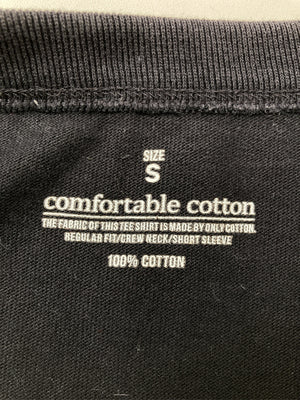 SIZE
S
comfortable cotton
THE FABRIC OF THIS TEE SHIRT IS MADE BY ONLY COTTON.
REGULAR FIT/CREW NECK/SHORT SLEEVE
100% COTTON